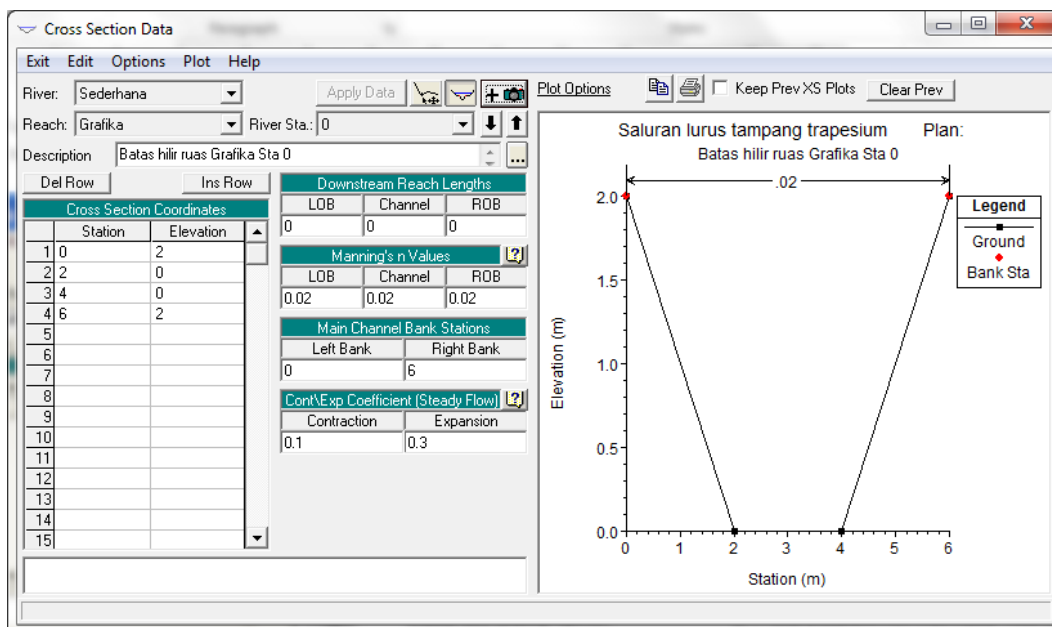 Cross Section Data
Exit Edit Options Plot Help
River: Sederhana
Apply Data
Plot Options
Keep Prev XS Plots
Clear Prev
Reach: Grafika
River Sta.: 0
Description Batas hilir ruas Grafika Sta 0
...
Del Row
Ins Row
Cross Section Coordinates
Station Elevation
1 0 2
2 2 0
3 4 0
4 6 2
5
6
7
8
9
10
11
12
13
14
15
Downstream Reach Lengths
LOB Channel ROB
0 0 0
Manning's n Values ?
LOB Channel ROB
0.02 0.02 0.02
Main Channel Bank Stations
Left Bank Right Bank
0 6
Cont\Exp Coefficient (Steady Flow) ?
Contraction Expansion
0.1 0.3
Saluran lurus tampang trapesium Plan:
Batas hilir ruas Grafika Sta 0
.02
2.0
1.5
1.0
0.5
0.0
Elevation (m)
0 1 2 3 4 5 6
Station (m)
Legend
Ground
Bank Sta